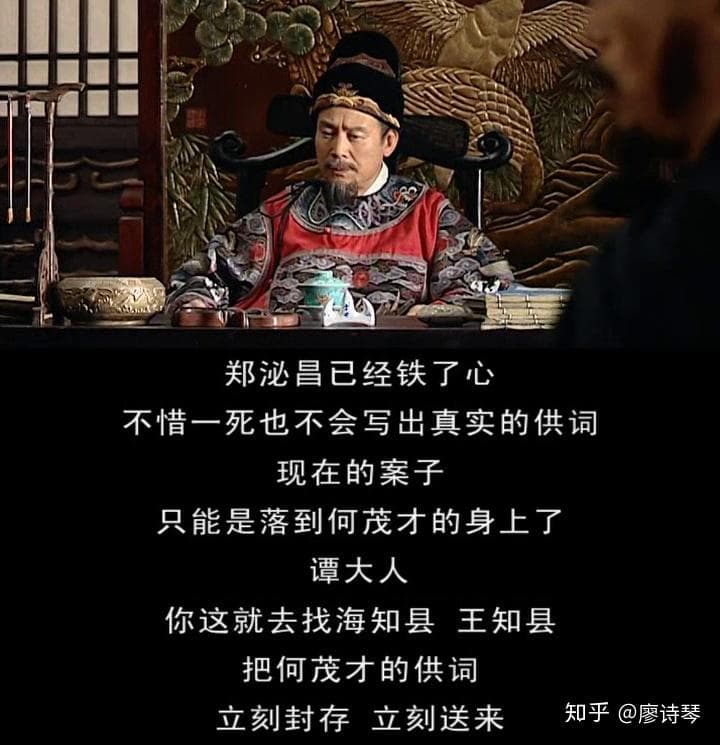 郑泌昌已经铁了心
不惜一死也不会写出真实的供词
现在的案子
只能是落到何茂才的身上了
谭大人
你这就去找海知县 王知县
把何茂才的供词
立刻封存 立刻送来
知乎 @廖诗琴